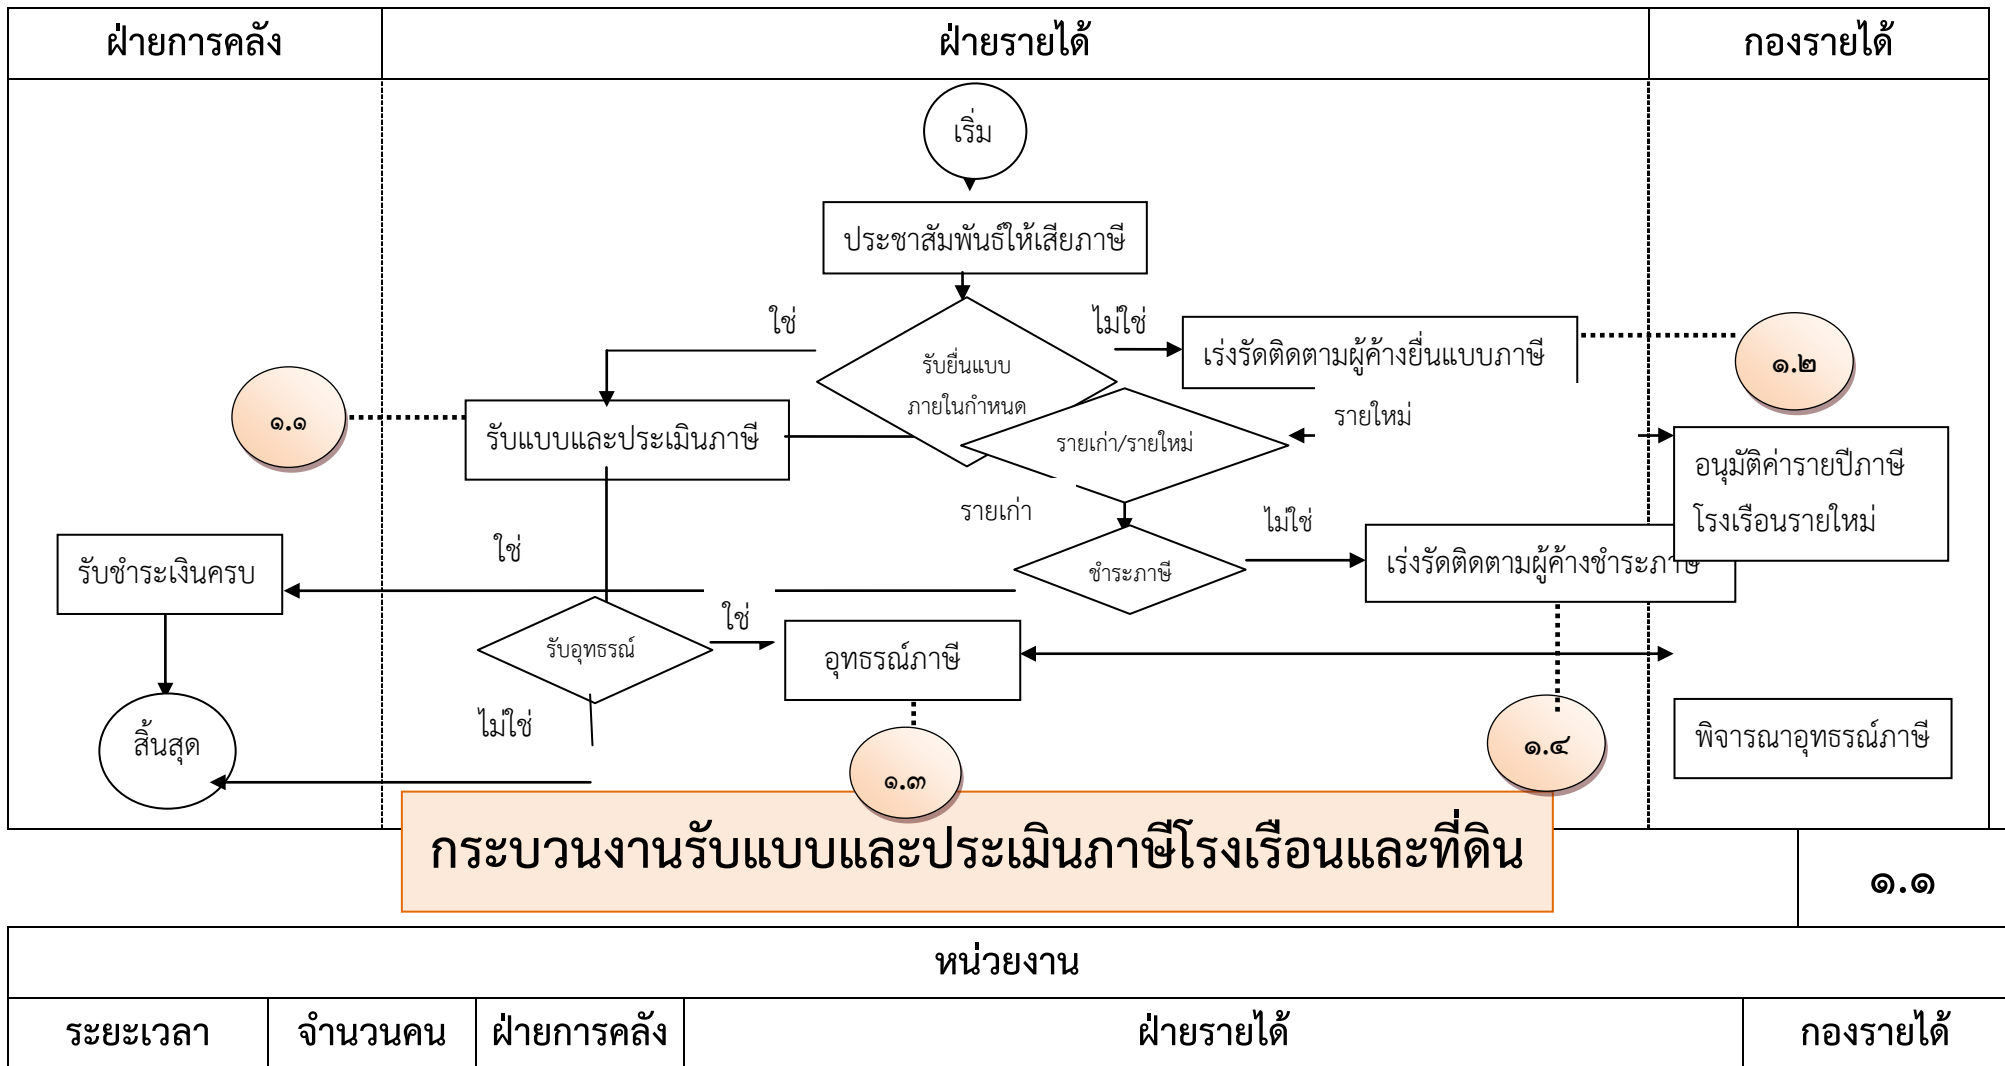 ฝ่ายการคลัง
ฝ่ายรายได้
กองรายได้
เริ่ม
ประชาสัมพันธ์ให้เสียภาษี
ใช่
ไม่ใช่
รับยื่นแบบ
ภายในกำหนด
เร่งรัดติดตามผู้ค้างยื่นแบบภาษี
๑.๒
๑.๑
รับแบบและประเมินภาษี
รายเก่า/รายใหม่
รายใหม่
อนุมัติค่ารายปีภาษี
โรงเรือนรายใหม่
รายเก่า
ใช่
ไม่ใช่
รับชำระเงินครบ
ชำระภาษี
เร่งรัดติดตามผู้ค้างชำระภาษี
ใช่
รับอุทธรณ์
อุทธรณ์ภาษี
ไม่ใช่
สิ้นสุด
๑.๓
๑.๔
พิจารณาอุทธรณ์ภาษี
กระบวนงานรับแบบและประเมินภาษีโรงเรือนและที่ดิน
๑.๑
หน่วยงาน
ระยะเวลา
จำนวนคน
ฝ่ายการคลัง
ฝ่ายรายได้
กองรายได้